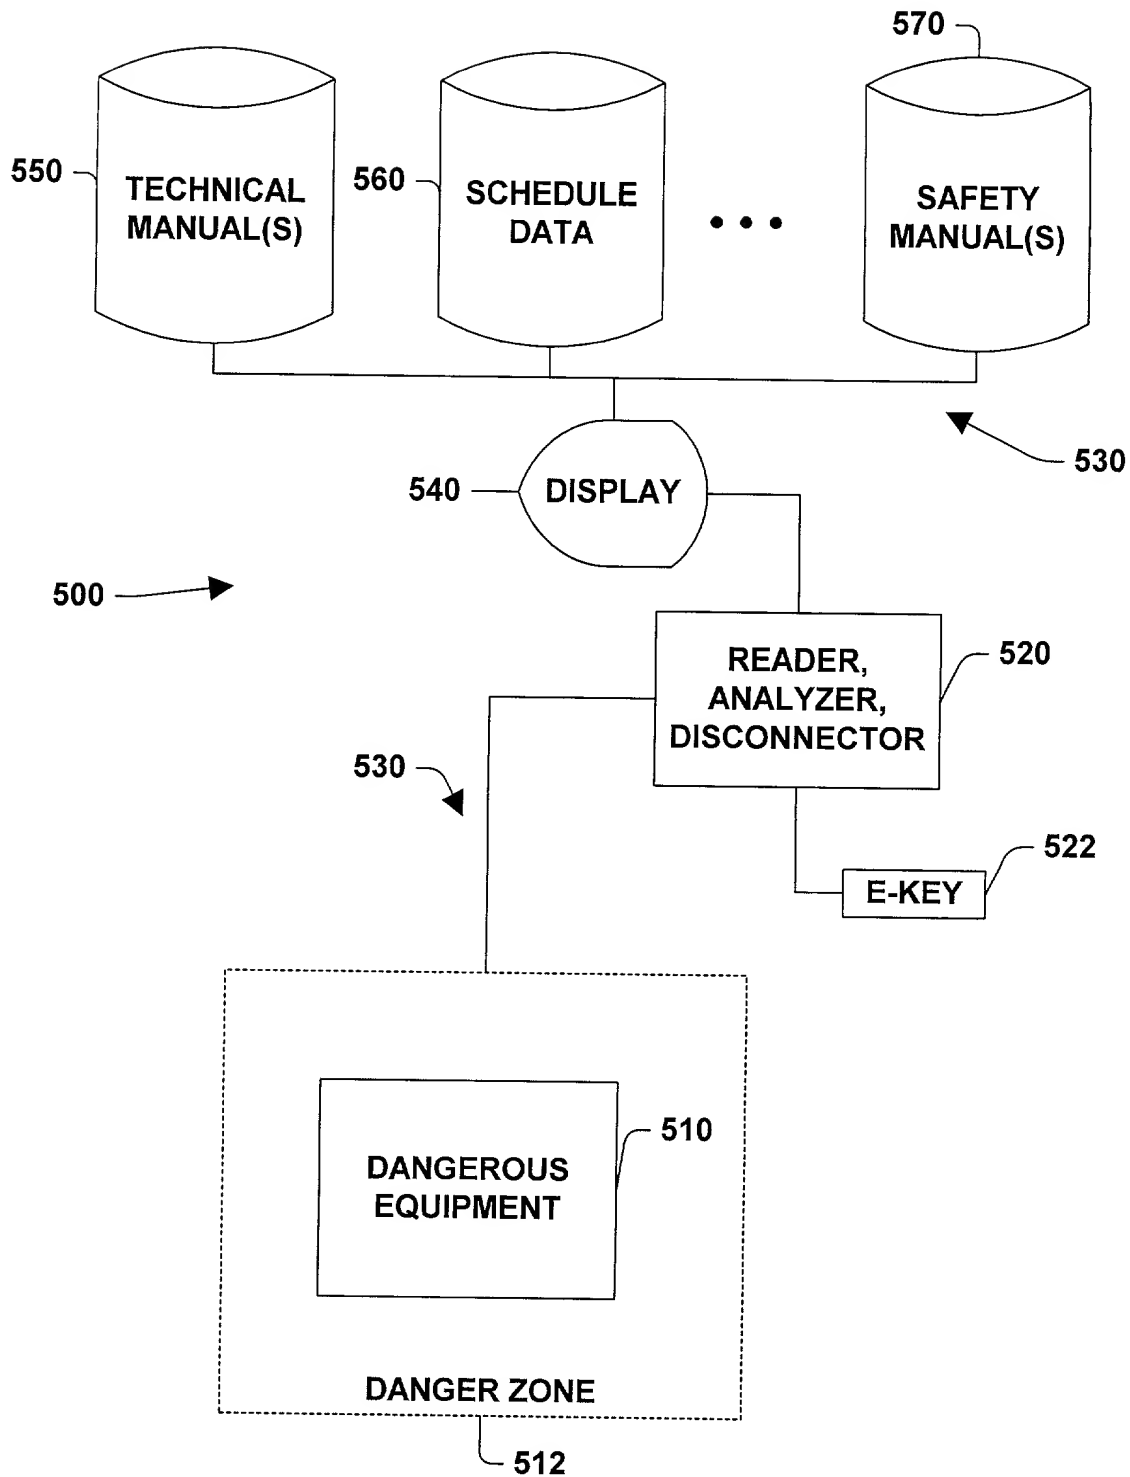 570
550
TECHNICAL
MANUAL(S)
560
SCHEDULE
DATA
SAFETY
MANUAL(S)
530
540
DISPLAY
500
READER,
ANALYZER,
DISCONNECTOR
520
530
522
E-KEY
510
DANGEROUS
EQUIPMENT
DANGER ZONE
512